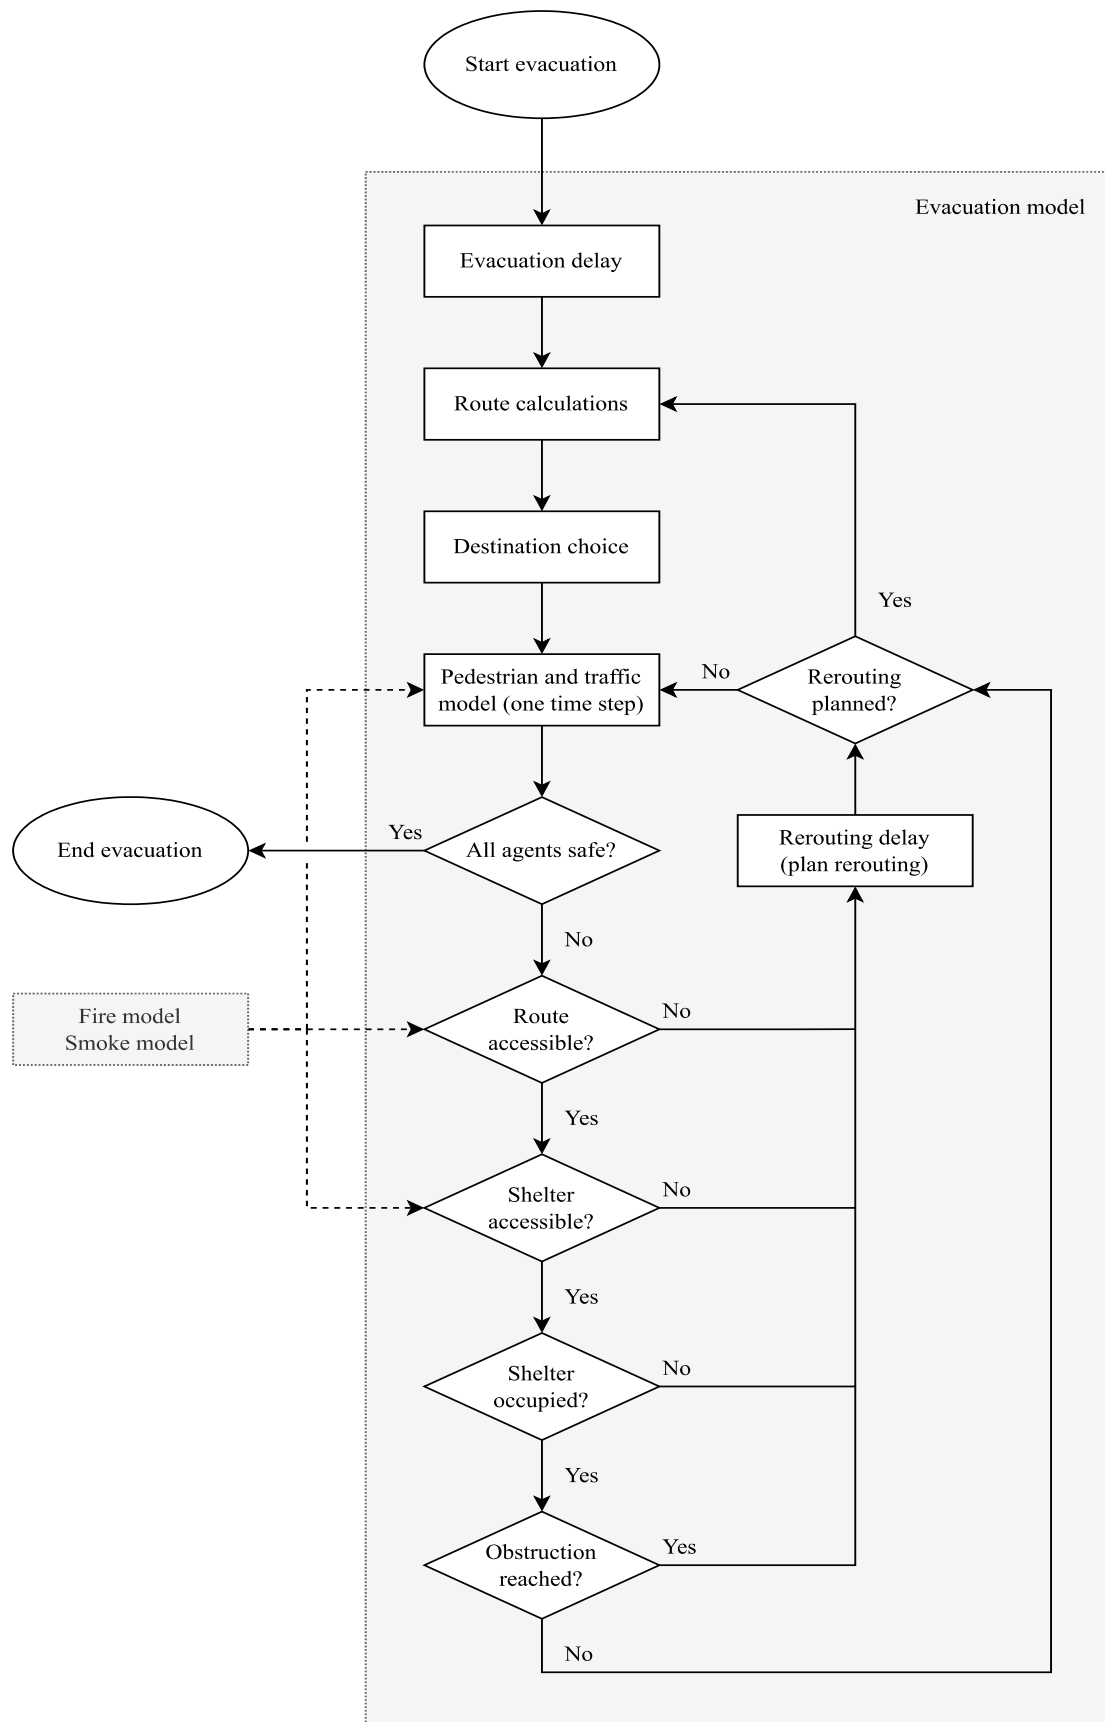 Start evacuation
Evacuation model
Evacuation delay
Route calculations
Destination choice
Yes
Pedestrian and traffic
model (one time step)
No
Rerouting
planned?
Yes
All agents safe?
End evacuation
Rerouting delay
(plan rerouting)
No
Fire model
Smoke model
Route
accessible?
No
Yes
Shelter
accessible?
No
Yes
Shelter
occupied?
No
Yes
Obstruction
reached?
Yes
No